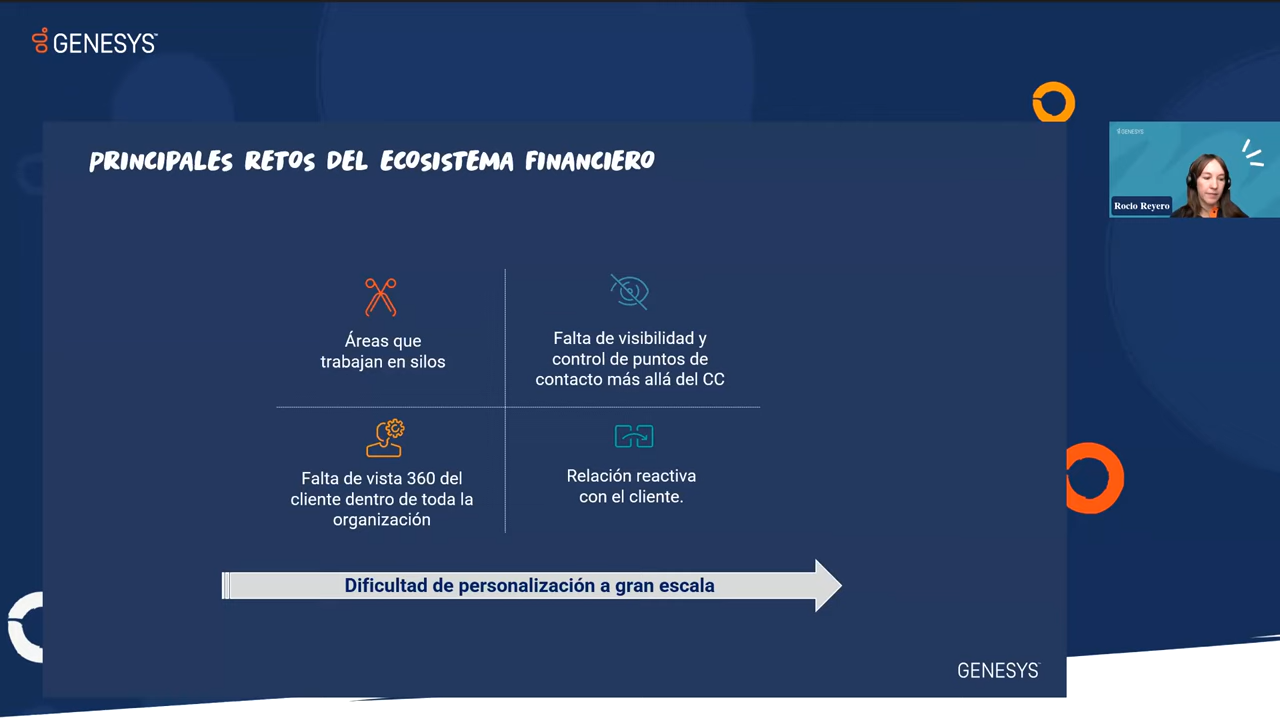 GENESYS™
PRINCIPALES RETOS DEL ECOSISTEMA FINANCIERO
GENESYS
Rocio Reyero
Áreas que
trabajan en silos
Falta de visibilidad y
control de puntos de
contacto más allá del CC
Falta de vista 360 del
cliente dentro de toda la
organización
Relación reactiva
con el cliente.
Dificultad de personalización a gran escala
GENESYS™